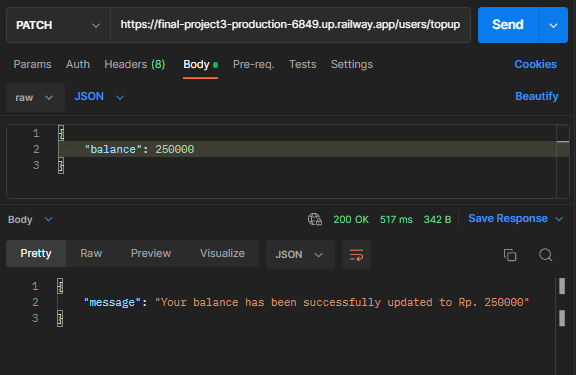 PATCH https://final-project3-production-6849.up.railway.app/users/topup Send
Params Auth Headers (8) Body Pre-req. Tests Settings Cookies
raw JSON Beautify
1 {
2 "balance": 250000
3 }
Body 200 OK 517 ms 342 B Save Response
Pretty Raw Preview Visualize JSON
1 {
2 "message": "Your balance has been successfully updated to Rp. 250000"
3 }